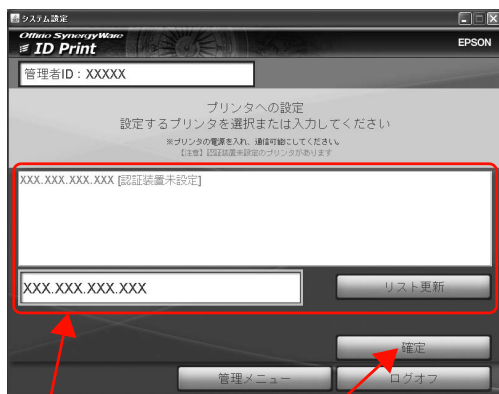 システム設定
Offirio SynergyWare
ID Print
EPSON
管理者ID：XXXXX
プリンタへの設定
設定するプリンタを選択または入力してください
※プリンタの電源を入れ、通信可能にしてください。
【注意】認証装置未設定のプリンタがあります
XXX.XXX.XXX.XXX [認証装置未設定]
XXX.XXX.XXX.XXX
リスト更新
確定
管理メニュー
ログオフ